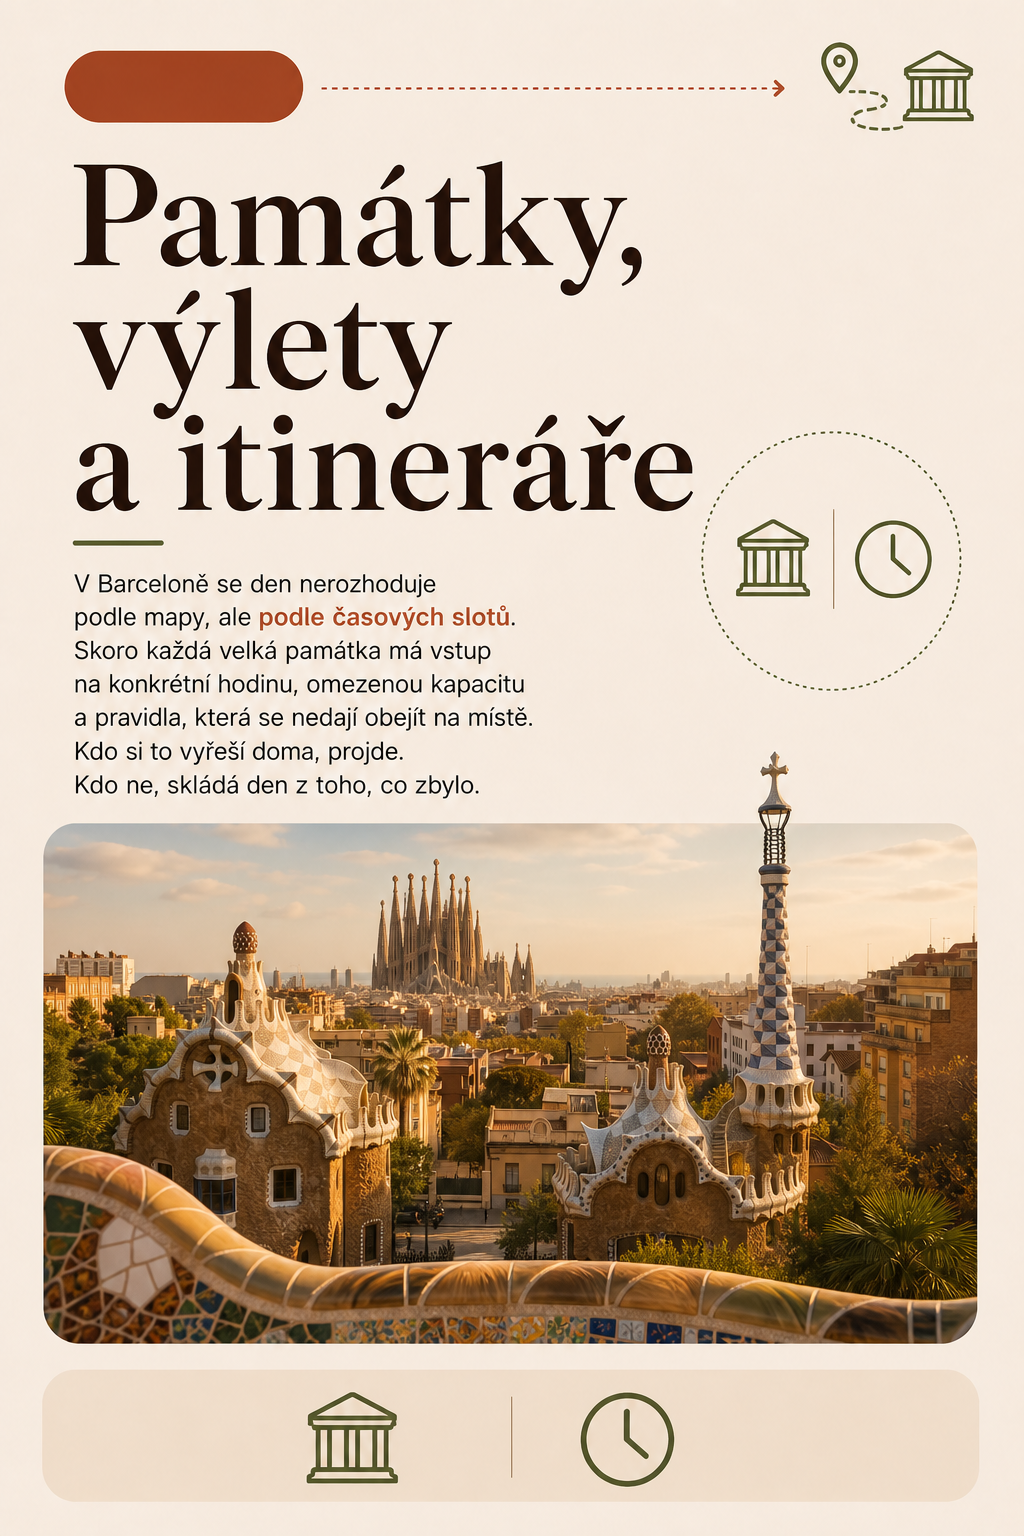 Památky,
výlety
a itineráře
V Barceloně se den nerozhoduje
podle mapy, ale podle časových slotů.
Skoro každá velká památka má vstup
na konkrétní hodinu, omezenou kapacitu
a pravidla, která se nedají obejít na místě.
Kdo si to vyřeší doma, projde.
Kdo ne, skládá den z toho, co zbylo.